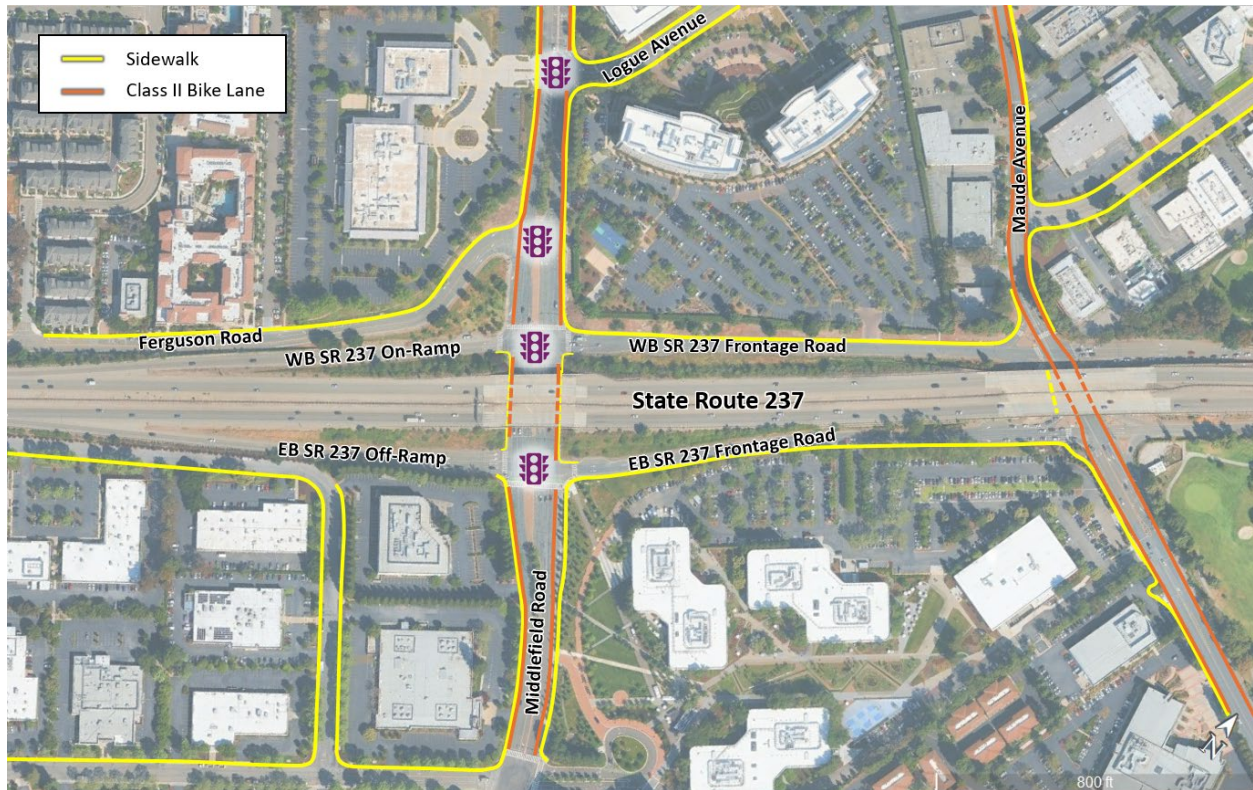 Sidewalk
Class II Bike Lane
Logue Avenue
Maude Avenue
Ferguson Road
WB SR 237 On-Ramp
WB SR 237 Frontage Road
State Route 237
EB SR 237 Off-Ramp
EB SR 237 Frontage Road
Middlefield Road
N
800 ft